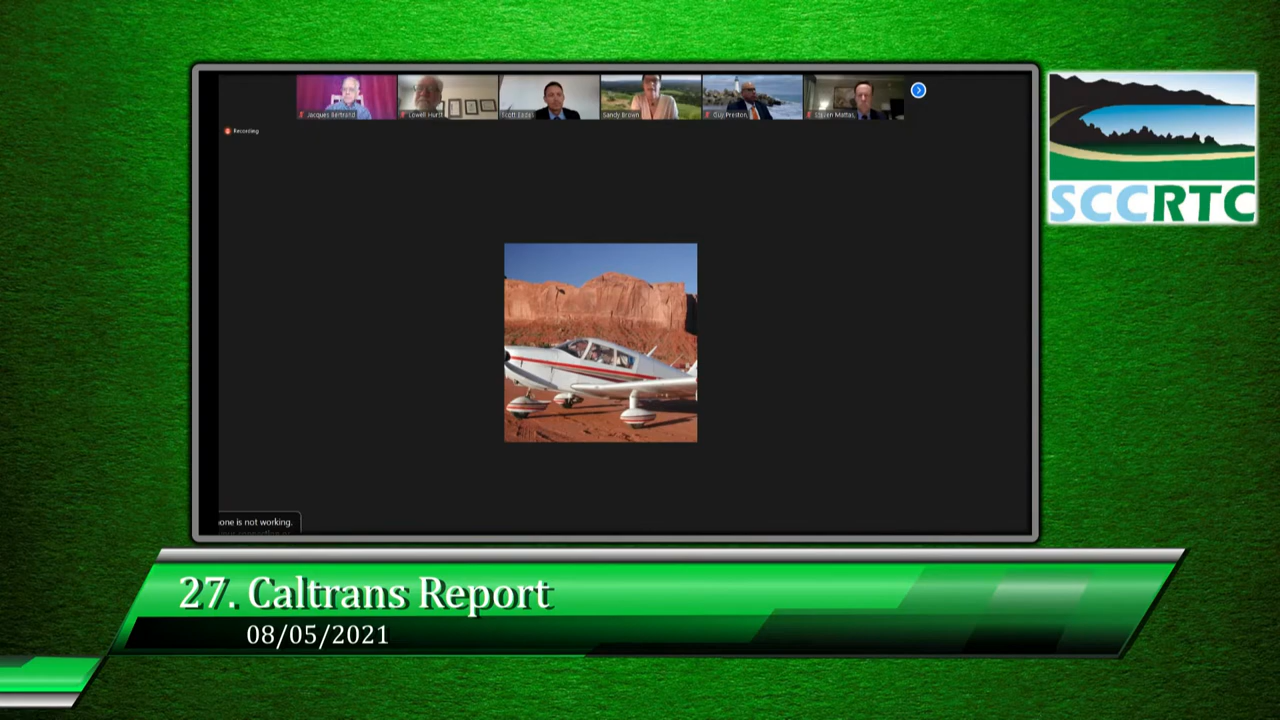 Jacques Bertrand
Lowell Hurst
Scott Eades
Sandy Brown
Guy Preston,
Steven Mattas,
Recording
one is not working.
SCCRTC
27. Caltrans Report
08/05/2021